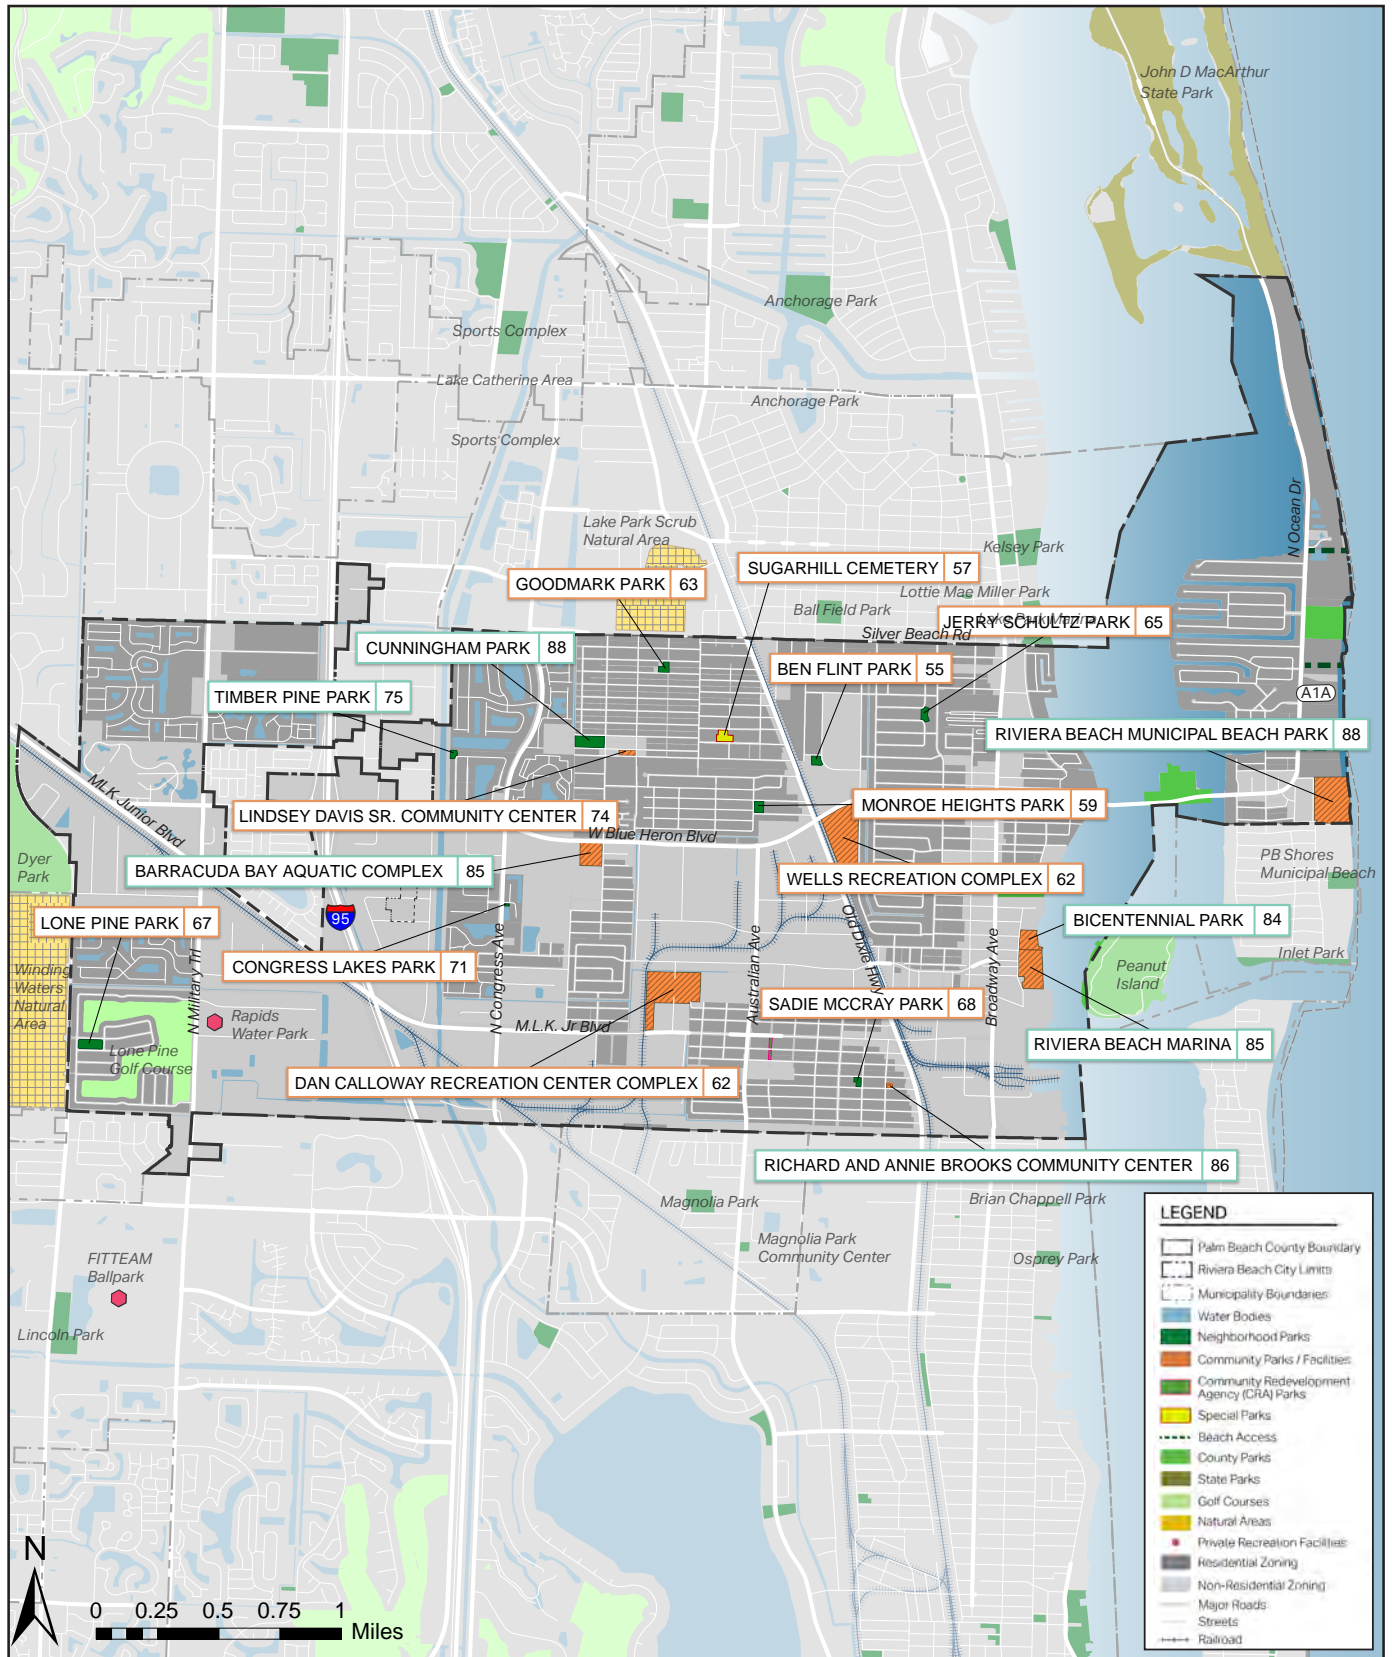 John D MacArthur
State Park
Anchorage Park
Sports Complex
Lake Catherine Area
Anchorage Park
Sports Complex
N Ocean Dr
Lake Park Scrub
Natural Area
Kelsey Park
SUGARHILL CEMETERY 57
GOODMARK PARK 63
Lottie Mae Miller Park
Ball Field Park
Lake Park Marina
JERRY SCHULTZ PARK 65
Silver Beach Rd
CUNNINGHAM PARK 88
BEN FLINT PARK 55
TIMBER PINE PARK 75
A1A
RIVIERA BEACH MUNICIPAL BEACH PARK 88
MLK Junior Blvd
LINDSEY DAVIS SR. COMMUNITY CENTER 74
MONROE HEIGHTS PARK 59
W Blue Heron Blvd
Dyer
Park
BARRACUDA BAY AQUATIC COMPLEX 85
WELLS RECREATION COMPLEX 62
PB Shores
Municipal Beach
LONE PINE PARK 67
95
BICENTENNIAL PARK 84
Old Dixie Hwy
N Military Trl
N Congress Ave
Australian Ave
Broadway Ave
Inlet Park
CONGRESS LAKES PARK 71
Peanut
Island
Winding
Waters
Natural
Area
SADIE MCCRAY PARK 68
Rapids
Water Park
M.L.K. Jr Blvd
RIVIERA BEACH MARINA 85
Lone Pine
Golf Course
DAN CALLOWAY RECREATION CENTER COMPLEX 62
RICHARD AND ANNIE BROOKS COMMUNITY CENTER 86
Magnolia Park
Brian Chappell Park
Magnolia Park
Community Center
Osprey Park
FITTEAM
Ballpark
Lincoln Park
LEGEND
Palm Beach County Boundary
Riviera Beach City Limits
Municipality Boundaries
Water Bodies
Neighborhood Parks
Community Parks / Facilities
Community Redevelopment
Agency (CRA) Parks
Special Parks
Beach Access
County Parks
State Parks
Golf Courses
Natural Areas
Private Recreation Facilities
Residential Zoning
Non-Residential Zoning
Major Roads
Streets
Railroad
N
0 0.25 0.5 0.75 1
Miles